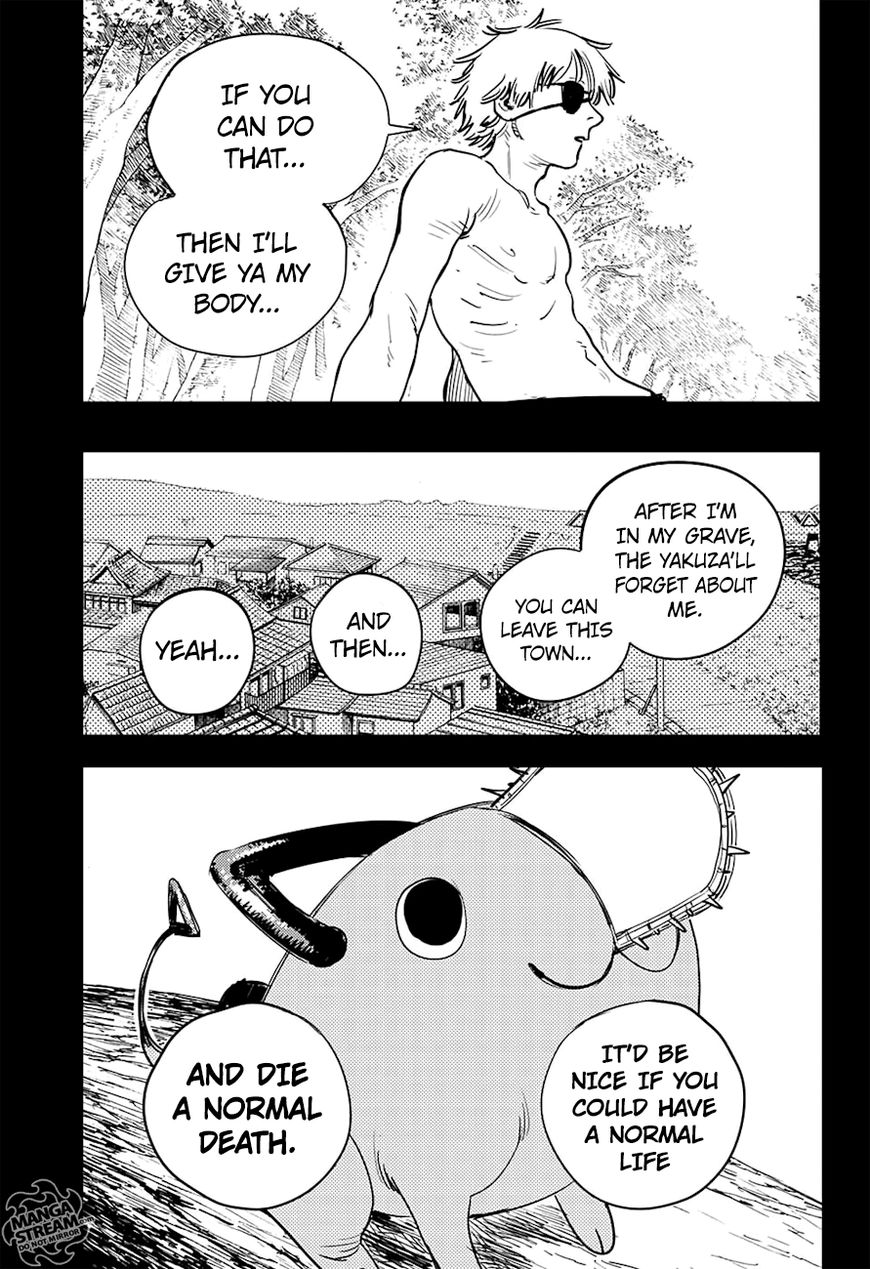 IF YOU
CAN DO
THAT...
THEN I'LL
GIVE YA MY
BODY...
AFTER I'M
IN MY GRAVE,
THE YAKUZA'LL
FORGET ABOUT
ME.
YOU CAN
LEAVE THIS
TOWN...
AND
THEN...
YEAH...
IT'D BE
NICE IF YOU
COULD HAVE
A NORMAL
LIFE
AND DIE
A NORMAL
DEATH.
MANGA
STREAM.com
DO NOT MIRROR